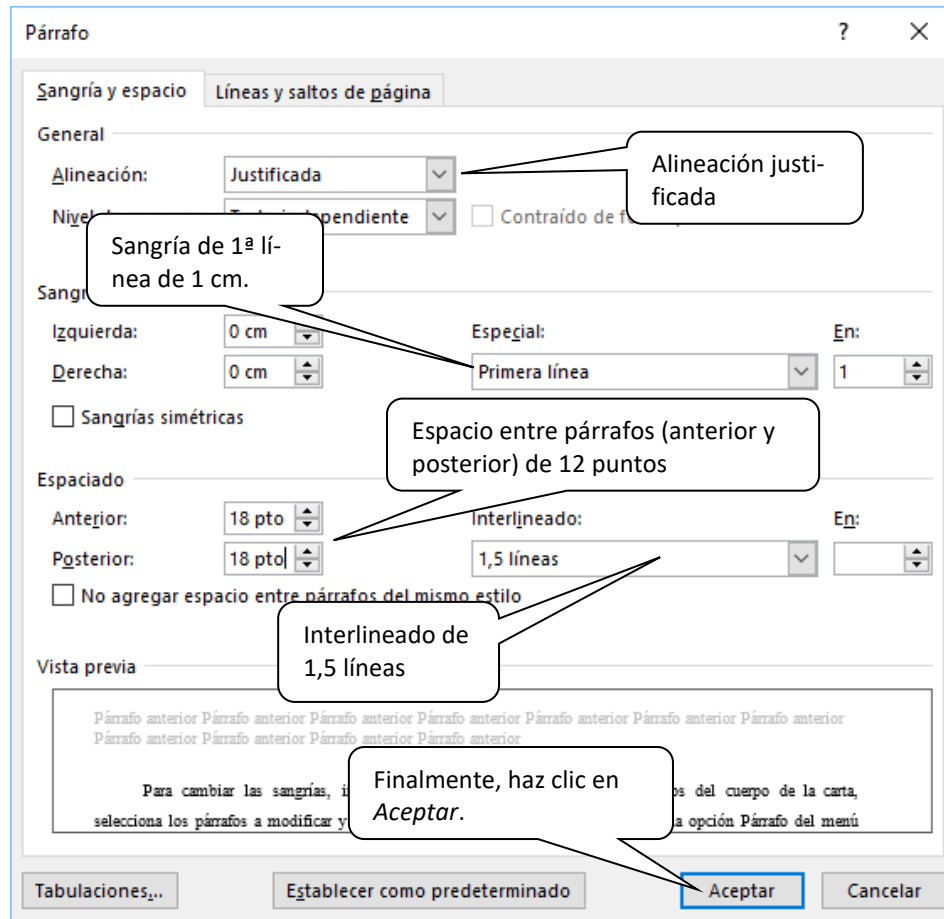 Párrafo ?
Sangría y espacio Líneas y saltos de página
General
Alineación: Justificada
Alineación justi-
ficada
Contraído de
Sangría de 1ª lí-
nea de 1 cm.
Izquierda: 0 cm Especial: En:
Derecha: 0 cm Primera línea 1
Sangrías simétricas
Espacio entre párrafos (anterior y
posterior) de 12 puntos
Espaciado
Anterior: 18 pto Interlineado: En:
Posterior: 18 pto 1,5 líneas
No agregar espacio entre párrafos del mismo estilo
Interlineado de
1,5 líneas
Vista previa
Párrafo anterior Párrafo anterior Párrafo anterior Párrafo anterior Párrafo anterior Párrafo anterior Párrafo anterior
Párrafo anterior Párrafo anterior Párrafo anterior Párrafo anterior
Finalmente, haz clic en
Aceptar.
Para cambiar las sangrías, del cuerpo de la carta,
selecciona los párrafos a modificar y opción Párrafo del menú
Tabulaciones... Establecer como predeterminado Aceptar Cancelar